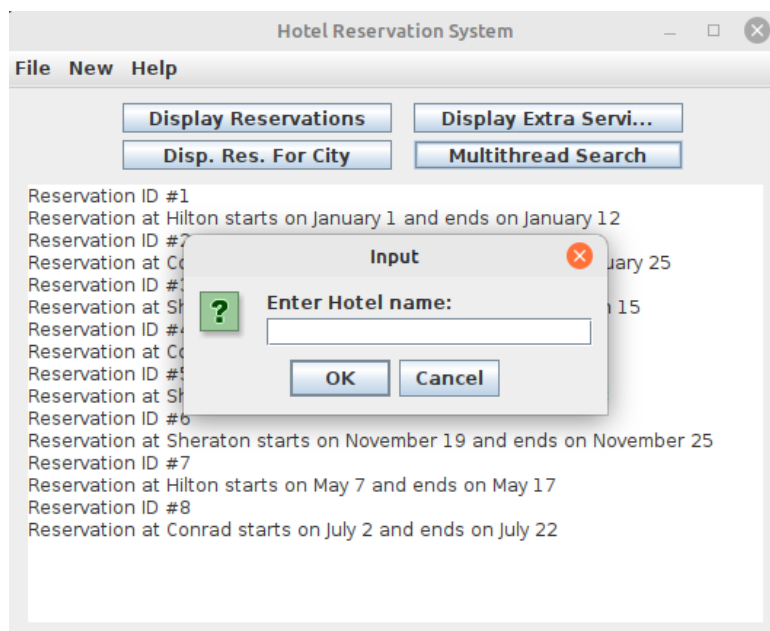 Hotel Reservation System
File New Help
Display Reservations Display Extra Servi...
Disp. Res. For City Multithread Search
Reservation ID #1
Reservation at Hilton starts on January 1 and ends on January 12
Reservation ID
Reservation at uary 25
Reservation ID
Reservation at 15
Reservation ID
Reservation at
Reservation ID
Reservation at
Reservation ID #6
Reservation at Sheraton starts on November 19 and ends on November 25
Reservation ID #7
Reservation at Hilton starts on May 7 and ends on May 17
Reservation ID #8
Reservation at Conrad starts on July 2 and ends on July 22
Input
?
Enter Hotel name:
OK Cancel